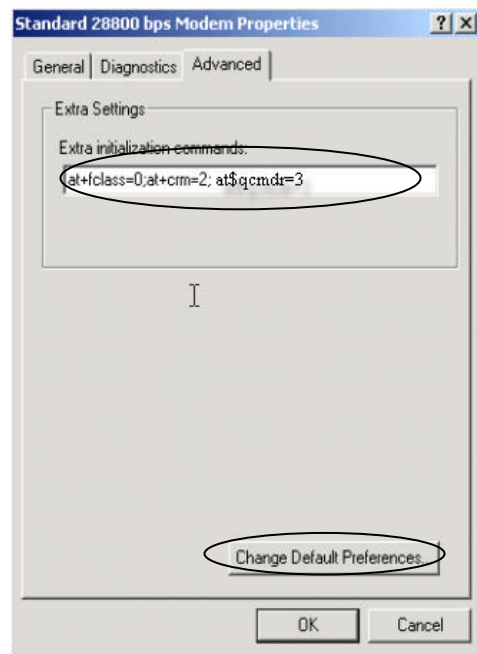 Standard 28800 bps Modem Properties ? ×
General Diagnostics Advanced
Extra Settings
Extra initialization commands:
at+fclass=0;at+crm=2; at$qcmdr=3
Change Default Preferences...
OK Cancel